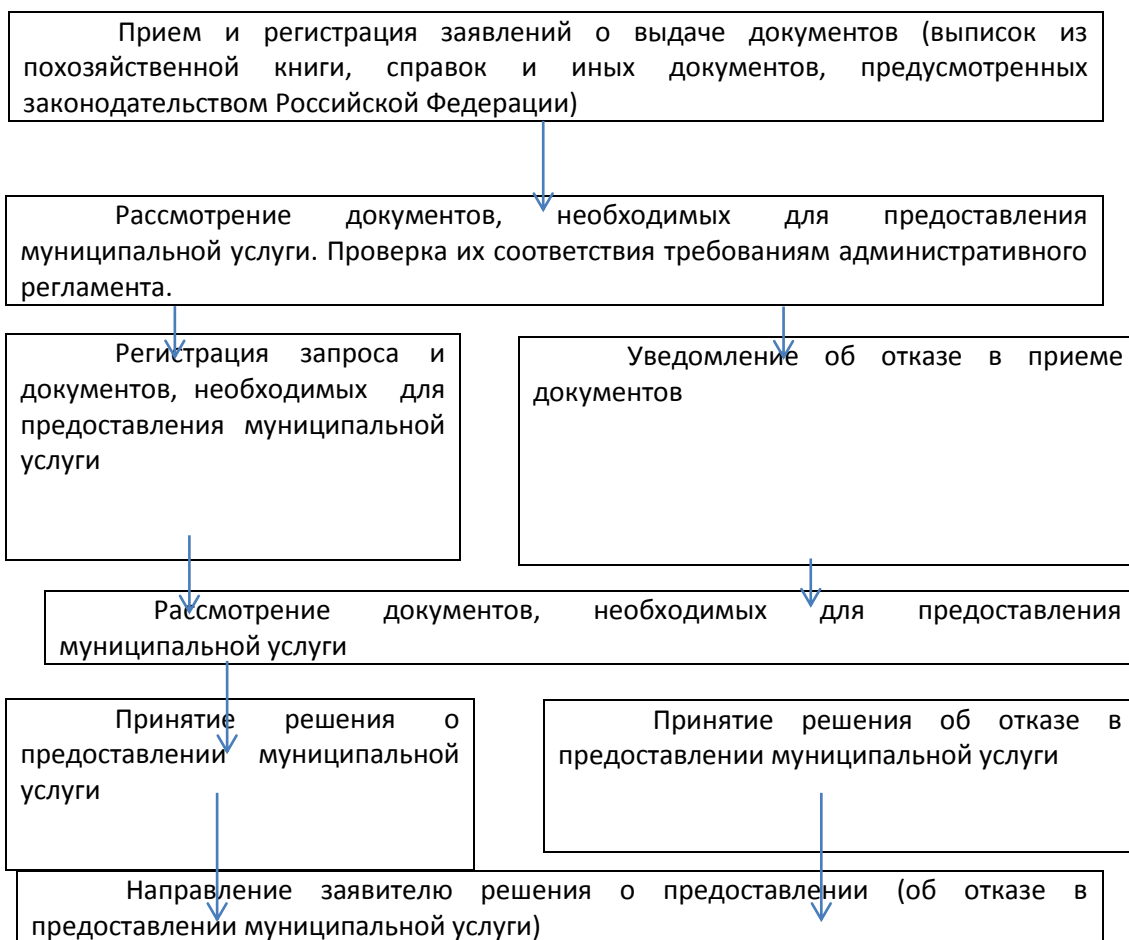 Прием и регистрация заявлений о выдаче документов (выписок из
похозяйственной книги, справок и иных документов, предусмотренных
законодательством Российской Федерации)
Рассмотрение документов, необходимых для предоставления
муниципальной услуги. Проверка их соответствия требованиям административного
регламента.
Регистрация запроса и
документов, необходимых для
предоставления муниципальной
услуги
Уведомление об отказе в приеме
документов
Рассмотрение документов, необходимых для предоставления
муниципальной услуги
Принятие решения о
предоставлении муниципальной
услуги
Принятие решения об отказе в
предоставлении муниципальной услуги
Направление заявителю решения о предоставлении (об отказе в
предоставлении муниципальной услуги)